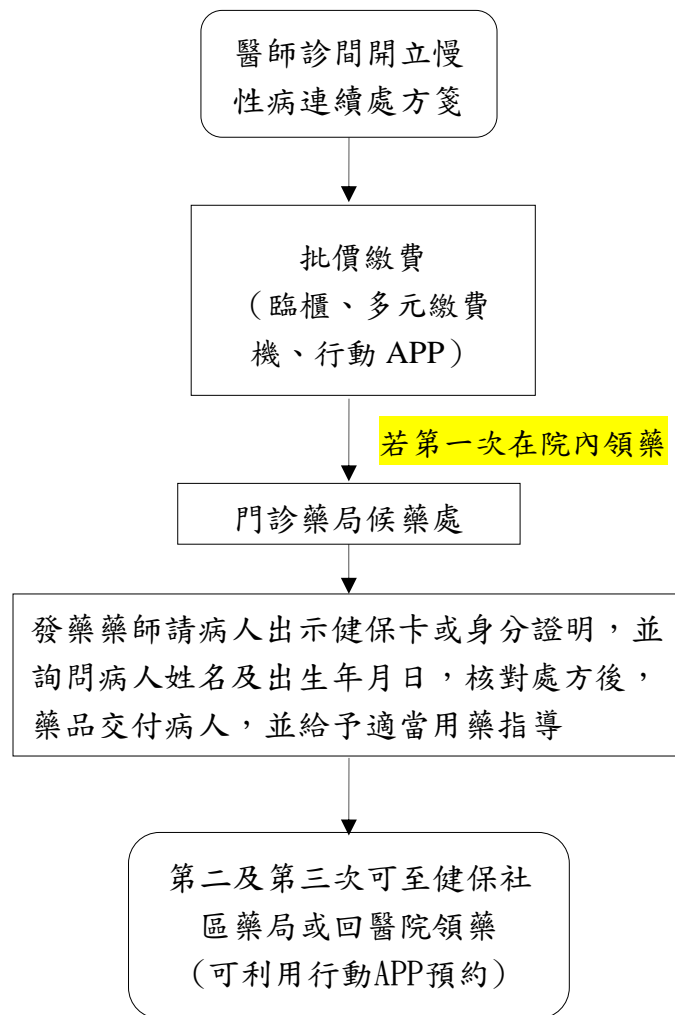 醫師診間開立慢
性病連續處方箋
批價繳費
（臨櫃、多元繳費
機、行動 APP）
若第一次在院內領藥
門診藥局候藥處
發藥藥師請病人出示健保卡或身分證明，並
詢問病人姓名及出生年月日，核對處方後，
藥品交付病人，並給予適當用藥指導
第二及第三次可至健保社
區藥局或回醫院領藥
(可利用行動APP預約)